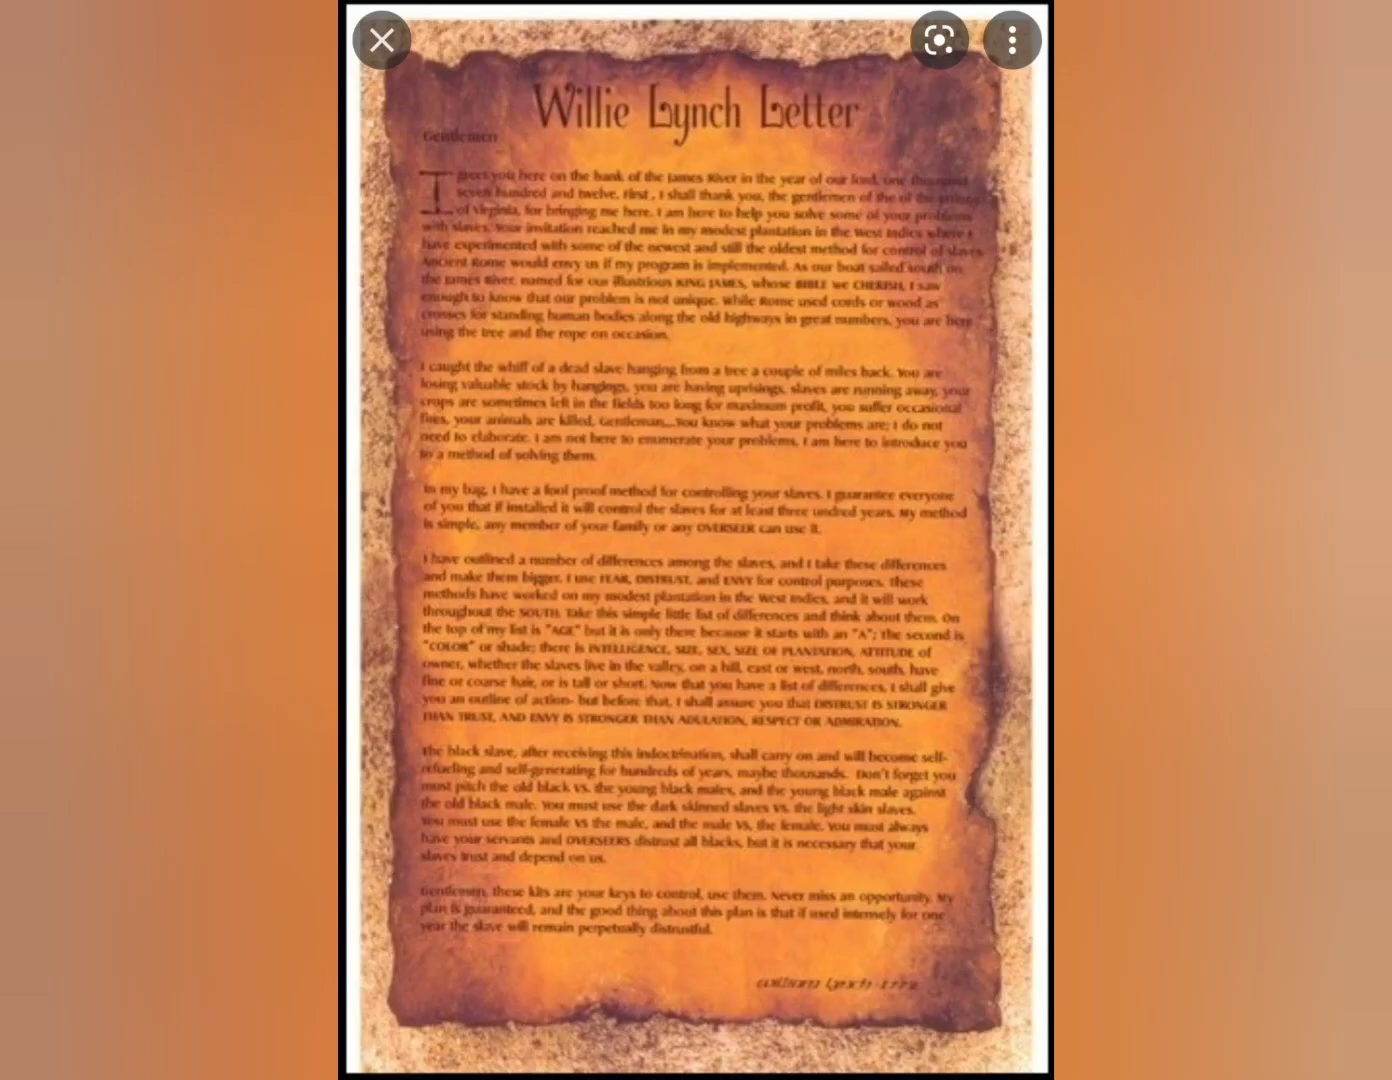 Willie Lynch Letter
Gentlemen
I greet you here on the bank of the James River in the year of our lord, one thousand
seven hundred and twelve. First , I shall thank you, the gentlemen of the of the
of Virginia, for bringing me here. I am here to help you solve some of your problems
with slaves. Your invitation reached me in my modest plantation in the West Indies where I
have experimented with some of the newest and still the oldest method for control of slaves.
Ancient Rome would envy us if my program is implemented. As our boat sailed south on
the James River, named for our illustrious KING JAMES, whose BIBLE we CHERISH, I saw
enough to know that our problem is not unique. While Rome used cords or wood as
crosses for standing human bodies along the old highways in great numbers, you are here
using the tree and the rope on occasion.
I caught the whiff of a dead slave hanging from a tree a couple of miles back. You are
losing valuable stock by hangings, you are having uprisings, slaves are running away, your
crops are sometimes left in the fields too long for maximum profit, you suffer occasional
fires, your animals are killed, Gentleman,...You know what your problems are; I do not
need to elaborate. I am not here to enumerate your problems, I am here to introduce you
to a method of solving them.
In my bag, I have a fool proof method for controlling your slaves. I guarantee everyone
of you that if installed it will control the slaves for at least three undred years. My method
is simple, any member of your family or any OVERSEER can use it.
I have outlined a number of differences among the slaves, and I take these differences
and make them bigger. I use FEAR, DISTRUST, and ENVY for control purposes. These
methods have worked on my modest plantation in the West Indies, and it will work
throughout the SOUTH. Take this simple little list of differences and think about them. On
the top of my list is "AGE" but it is only there because it starts with an "A"; The second is
"COLOR" or shade; there is INTELLIGENCE, SIZE, SEX, SIZE OF PLANTATION, ATTITUDE of
owner, whether the slaves live in the valley, on a hill, east or west, north, south, have
fine or coarse hair, or is tall or short. Now that you have a list of differences, I shall give
you an outline of action- but before that, I shall assure you that DISTRUST IS STRONGER
THAN TRUST, AND ENVY IS STRONGER THAN ADULATION, RESPECT OR ADMIRATION.
The black slave, after receiving this indoctrination, shall carry on and will become self-
refueling and self-generating for hundreds of years, maybe thousands. Don't forget you
must pitch the old black vs. the young black males, and the young black male against
the old black male. You must use the dark skinned slaves vs. the light skin slaves.
You must use the female vs the male, and the male vs, the female. You must always
have your servants and OVERSEERS distrust all blacks, but it is necessary that your
slaves trust and depend on us.
Gentlemen, these kits are your keys to control, use them. Never miss an opportunity. My
plan is guaranteed, and the good thing about this plan is that if used intensely for one
year the slave will remain perpetually distrustful.
William Lynch-